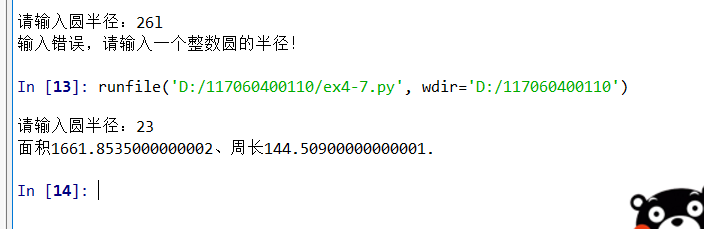 请输入圆半径：26l
输入错误，请输入一个整数圆的半径！
In [13]: runfile('D:/117060400110/ex4-7.py', wdir='D:/117060400110')
请输入圆半径：23
面积1661.8535000000002、周长144.50900000000001.
In [14]: